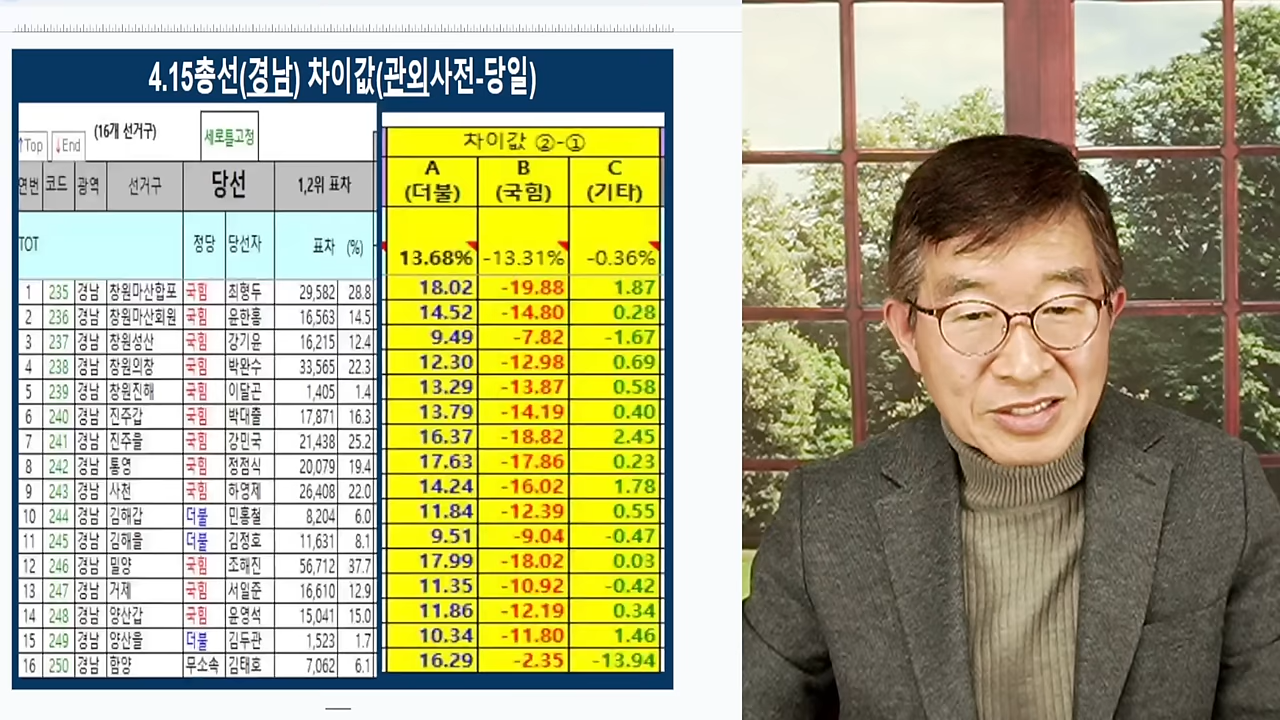 4.15총선(경남) 차이값(관외사전-당일)
(16개 선거구) 세로틀고정
↑Top ↓End
차이값 ②-①
연번 코드 광역 선거구 당선 1,2위 표차 A (더불) B (국힘) C (기타)
TOT 정당 당선자 표차 (%) 13.68% -13.31% -0.36%
1 235 경남 창원마산합포 국힘 최형두 29,582 28.8 18.02 -19.88 1.87
2 236 경남 창원마산회원 국힘 윤한홍 16,563 14.5 14.52 -14.80 0.28
3 237 경남 창원성산 국힘 강기윤 16,215 12.4 9.49 -7.82 -1.67
4 238 경남 창원의창 국힘 박완수 33,565 22.3 12.30 -12.98 0.69
5 239 경남 창원진해 국힘 이달곤 1,405 1.4 13.29 -13.87 0.58
6 240 경남 진주갑 국힘 박대출 17,871 16.3 13.79 -14.19 0.40
7 241 경남 진주을 국힘 강민국 21,438 25.2 16.37 -18.82 2.45
8 242 경남 통영 국힘 정점식 20,079 19.4 17.63 -17.86 0.23
9 243 경남 사천 국힘 하영제 26,408 22.0 14.24 -16.02 1.78
10 244 경남 김해갑 더불 민홍철 8,204 6.0 11.84 -12.39 0.55
11 245 경남 김해을 더불 김정호 11,631 8.1 9.51 -9.04 -0.47
12 246 경남 밀양 국힘 조해진 56,712 37.7 17.99 -18.02 0.03
13 247 경남 거제 국힘 서일준 16,610 12.9 11.35 -10.92 -0.42
14 248 경남 양산갑 국힘 윤영석 15,041 15.0 11.86 -12.19 0.34
15 249 경남 양산을 더불 김두관 1,523 1.7 10.34 -11.80 1.46
16 250 경남 함양 무소속 김태호 7,062 6.1 16.29 -2.35 -13.94